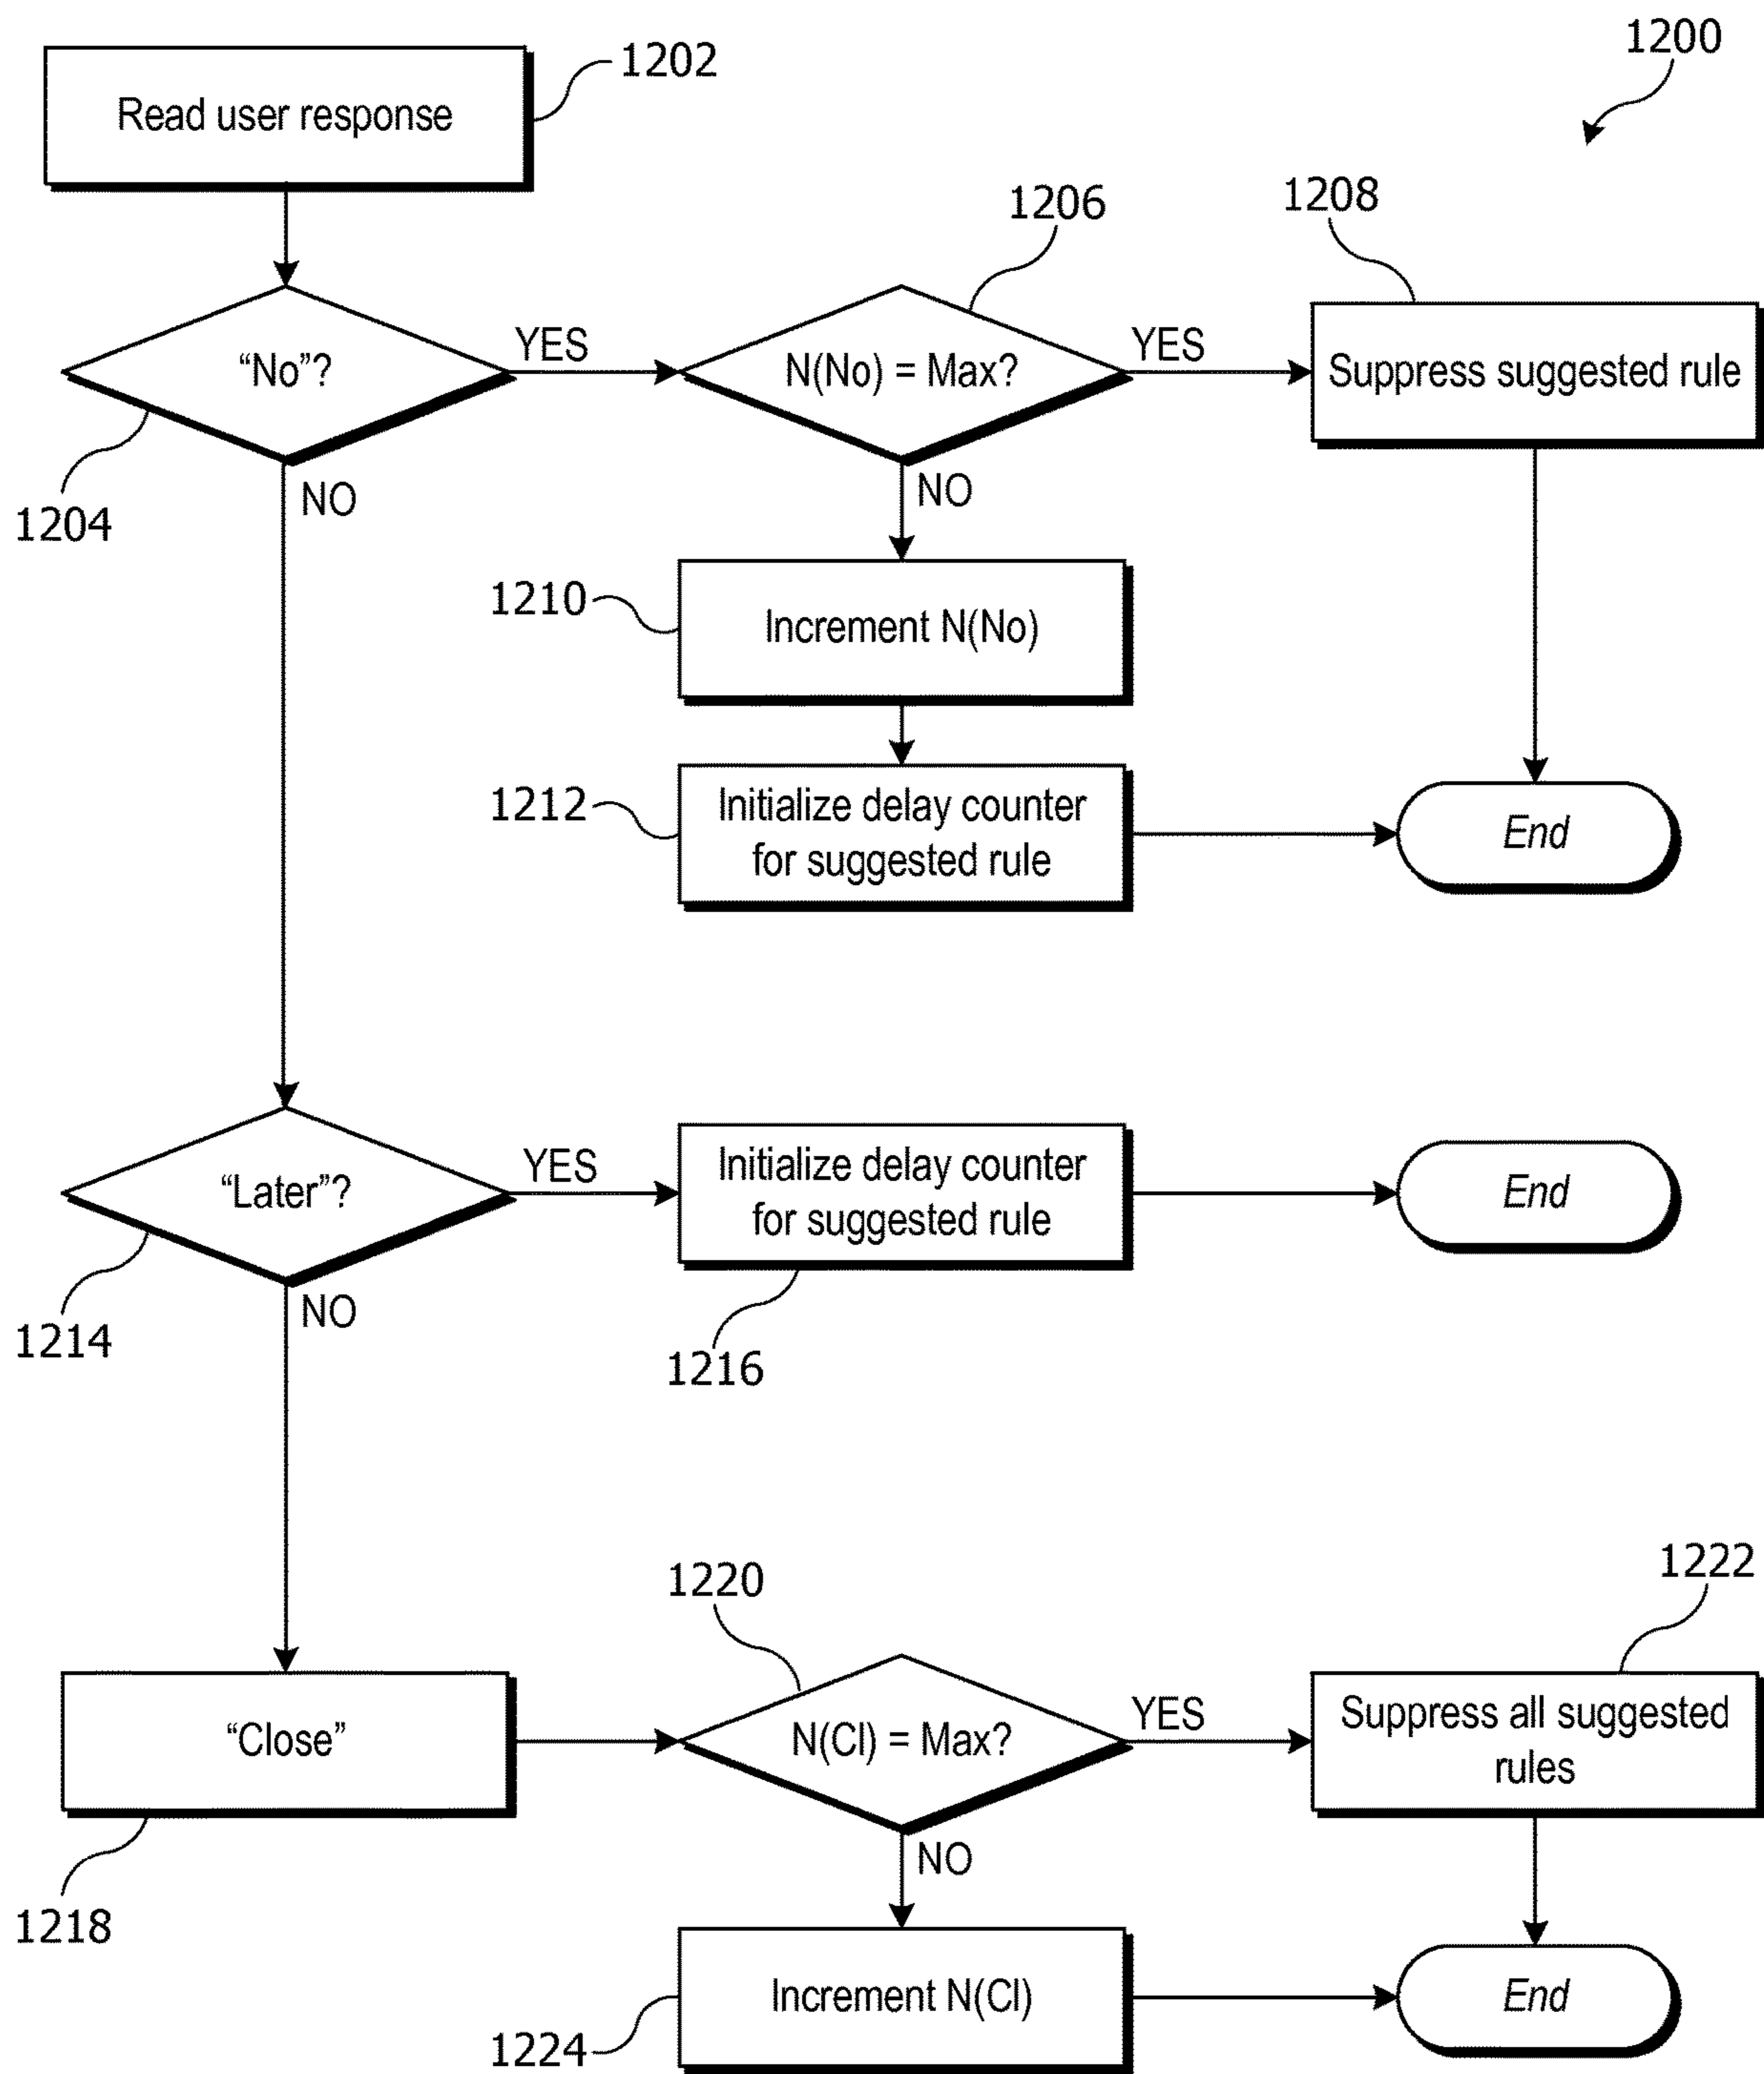 1200
1202
Read user response
1206
1208
“No”?
YES
N(No) = Max?
YES
Suppress suggested rule
1204
NO
NO
1210
Increment N(No)
1212
Initialize delay counter
for suggested rule
End
“Later”?
YES
Initialize delay counter
for suggested rule
End
1214
NO
1216
1220
1222
“Close”
N(Cl) = Max?
YES
Suppress all suggested
rules
1218
NO
Increment N(Cl)
End
1224